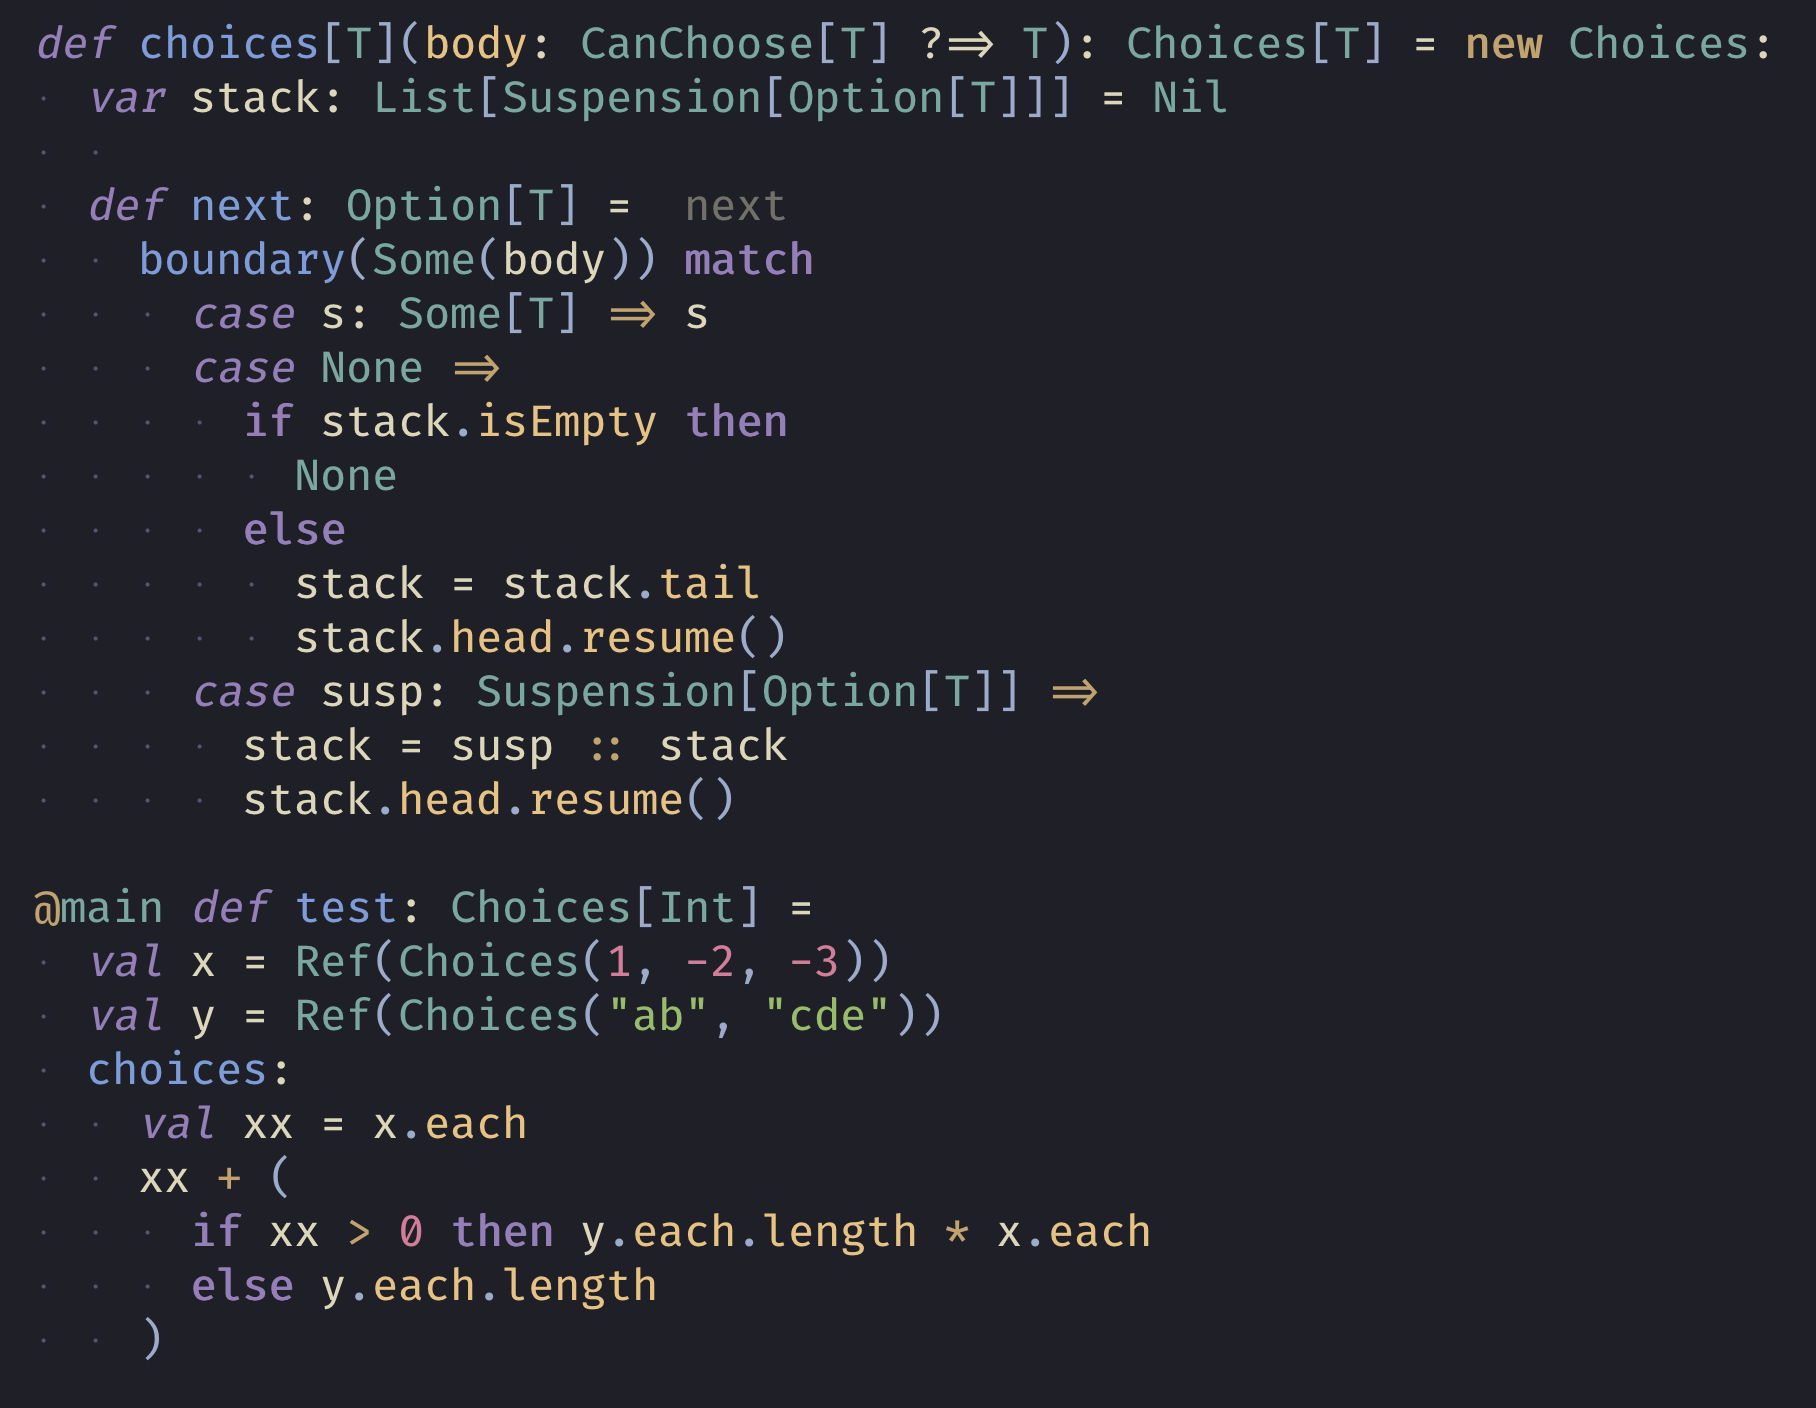 def choices[T](body: CanChoose[T] ?=> T): Choices[T] = new Choices:
  var stack: List[Suspension[Option[T]]] = Nil
  def next: Option[T] =  next
    boundary(Some(body)) match
      case s: Some[T] => s
      case None =>
        if stack.isEmpty then
          None
        else
          stack = stack.tail
          stack.head.resume()
      case susp: Suspension[Option[T]] =>
        stack = susp :: stack
        stack.head.resume()
@main def test: Choices[Int] =
  val x = Ref(Choices(1, -2, -3))
  val y = Ref(Choices("ab", "cde"))
  choices:
    val xx = x.each
    xx + (
      if xx > 0 then y.each.length * x.each
      else y.each.length
    )